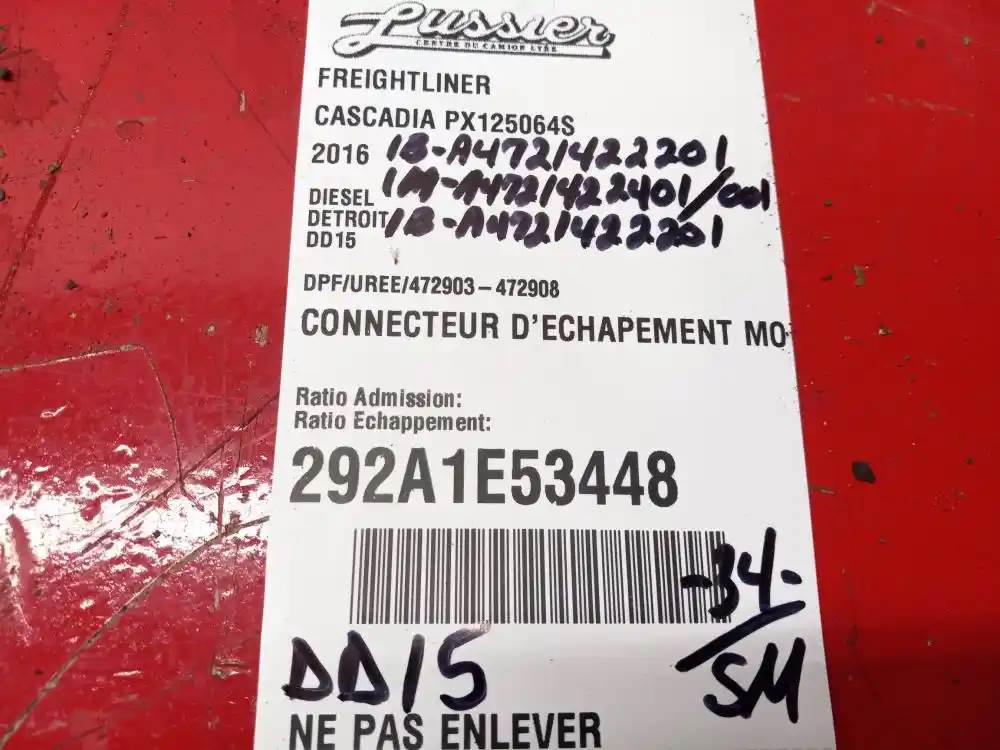 Lussier
CENTRE DU CAMION LTÉE
FREIGHTLINER
CASCADIA PX125064S
2016 1B-A4721422201
DIESEL 1M-A4721422401/001
DETROIT 1B-A4721422201
DD15
DPF/UREE/472903-472908
CONNECTEUR D'ECHAPEMENT MO
Ratio Admission:
Ratio Echappement:
292A1E53448
-34-
SM
DD15
NE PAS ENLEVER